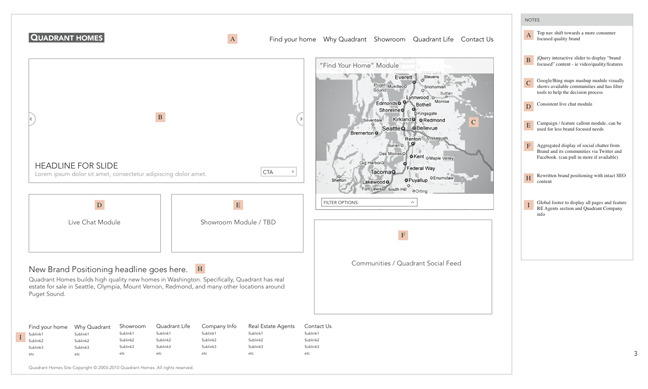 QUADRANT HOMES
A
Find your home Why Quadrant Showroom Quadrant Life Contact Us
B
HEADLINE FOR SLIDE
Lorem ipsum dolor sit amet, consectetur adipiscing dolor amet.
CTA
"Find Your Home" Module
Everett
Stevens
Snohomish
Lynnwood
Monroe
Edmonds
Bothell
Shoreline
Kingsgate
Kirkland
Redmond
Seattle
Bellevue
Bremerton
Renton
Burien
Des Moines
Kent
Maple Valley
Gig Harbor
Federal Way
Tacoma
Enumclaw
Shelton
Lakewood
Puyallup
South Hill
Orting
C
FILTER OPTIONS:
D
Live Chat Module
E
Showroom Module / TBD
F
Communities / Quadrant Social Feed
New Brand Positioning headline goes here.
H
Quadrant Homes builds high quality new homes in Washington. Specifically, Quadrant has real
estate for sale in Seattle, Olympia, Mount Vernon, Redmond, and many other locations around
Puget Sound.
I
Find your home Why Quadrant Showroom Quadrant Life Company Info Real Estate Agents Contact Us
Sublink1 Sublink1 Sublink1 Sublink1 Sublink1 Sublink1 Sublink1
Sublink2 Sublink2 Sublink2 Sublink2 Sublink2 Sublink2 Sublink2
Sublink3 Sublink3 Sublink3 Sublink3 Sublink3 Sublink3 Sublink3
etc etc etc etc etc etc etc
Quadrant Homes Site Copyright © 2003-2010 Quadrant Homes. All rights reserved.
NOTES
A
Top nav: shift towards a more consumer
focused quality brand
B
jQuery interactive slider to display "brand
focused" content - ie video/quality/features
C
Google/Bing maps mashup module visually
shows available communities and has filter
tools to help the decision process
D
Consistent live chat module
E
Campaign / feature callout module, can be
used for less brand focused needs
F
Aggregated display of social chatter from
Brand and its communities via Twitter and
Facebook. (can pull in more if available)
H
Rewritten brand positioning with intact SEO
content
I
Global footer to display all pages and feature
RE Agents section and Quadrant Company
info
3